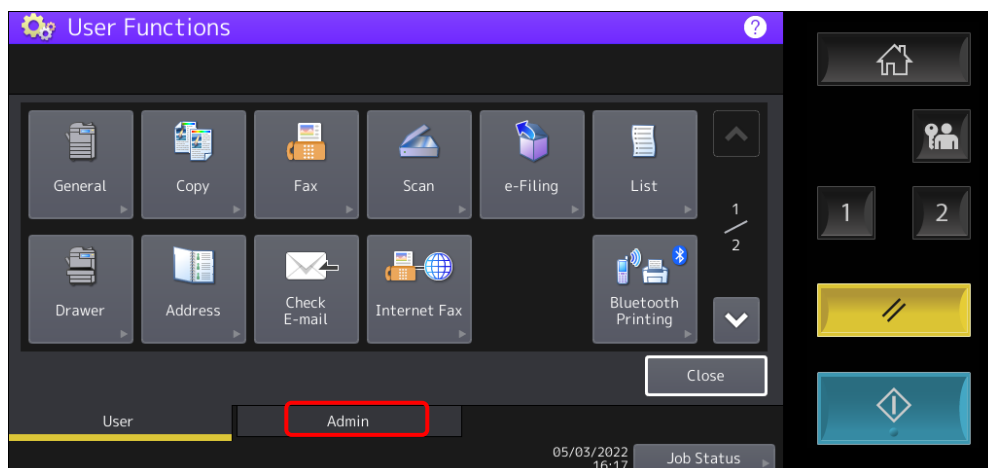 User Functions
?
General
Copy
Fax
Scan
e-Filing
List
1
2
1
2
Drawer
Address
Check
E-mail
Internet Fax
Bluetooth
Printing
Close
User
Admin
05/03/2022
16:17
Job Status